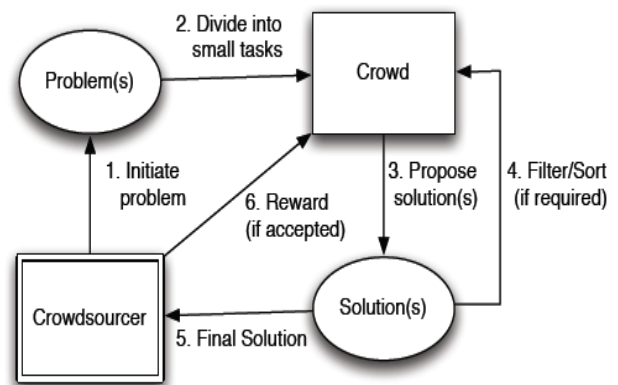 2. Divide into
small tasks
Problem(s)
Crowd
1. Initiate
problem
6. Reward
(if accepted)
3. Propose
solution(s)
4. Filter/Sort
(if required)
Crowdsourcer
Solution(s)
5. Final Solution